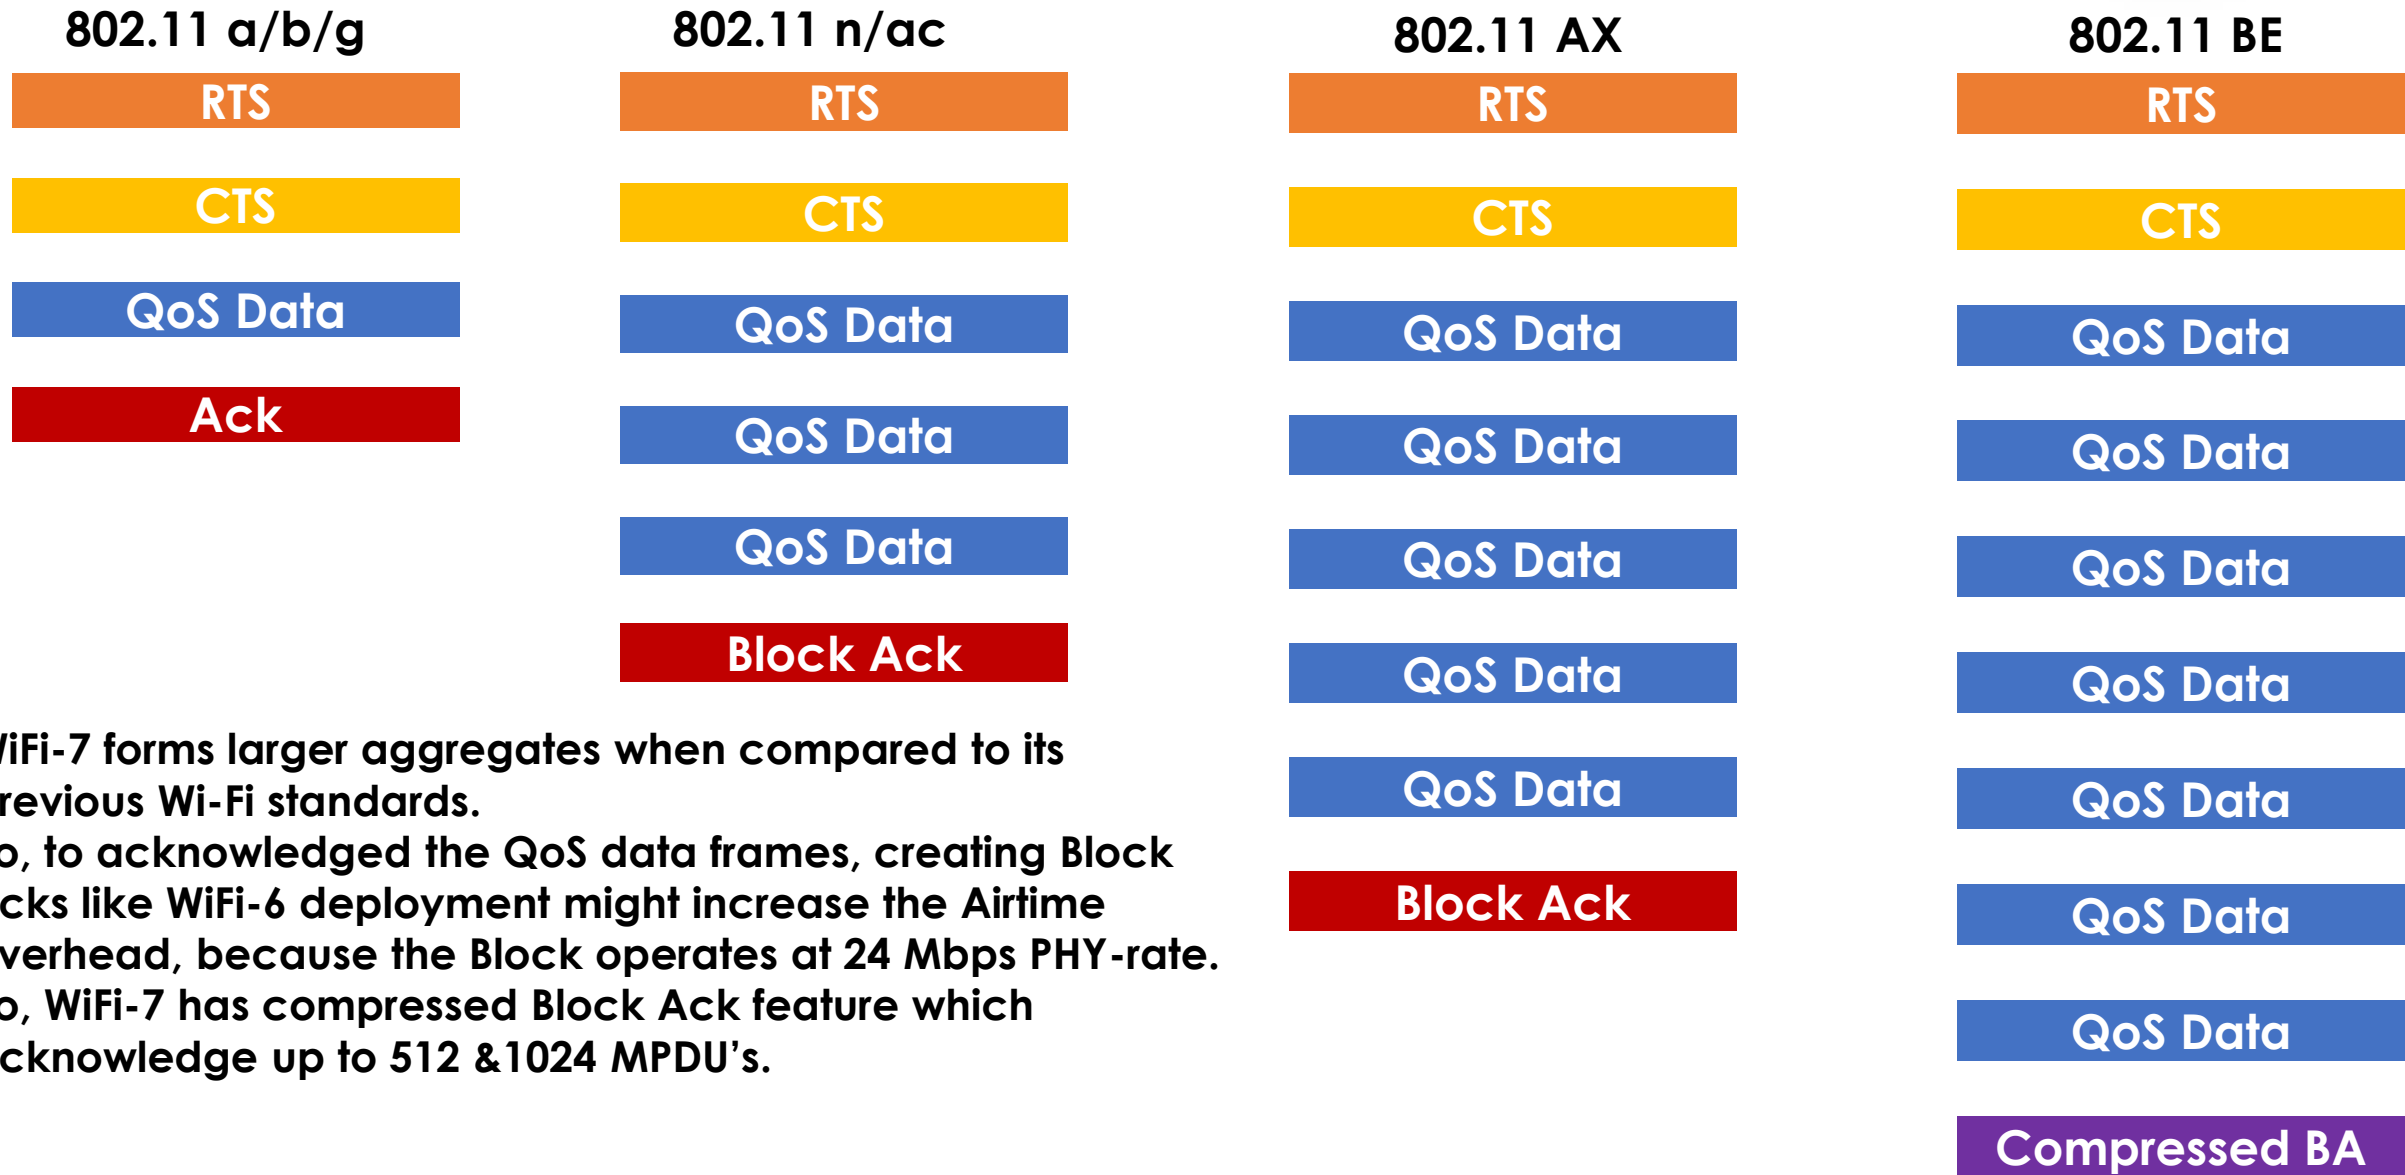 802.11 a/b/g
RTS
CTS
QoS Data
Ack
802.11 n/ac
RTS
CTS
QoS Data
QoS Data
QoS Data
Block Ack
WiFi-7 forms larger aggregates when compared to its
revious Wi-Fi standards.
o, to acknowledged the QoS data frames, creating Block
cks like WiFi-6 deployment might increase the Airtime
verhead, because the Block operates at 24 Mbps PHY-rate.
o, WiFi-7 has compressed Block Ack feature which
cknowledge up to 512 &1024 MPDU’s.
802.11 AX
RTS
CTS
QoS Data
QoS Data
QoS Data
QoS Data
QoS Data
Block Ack
802.11 BE
RTS
CTS
QoS Data
QoS Data
QoS Data
QoS Data
QoS Data
QoS Data
QoS Data
Compressed BA